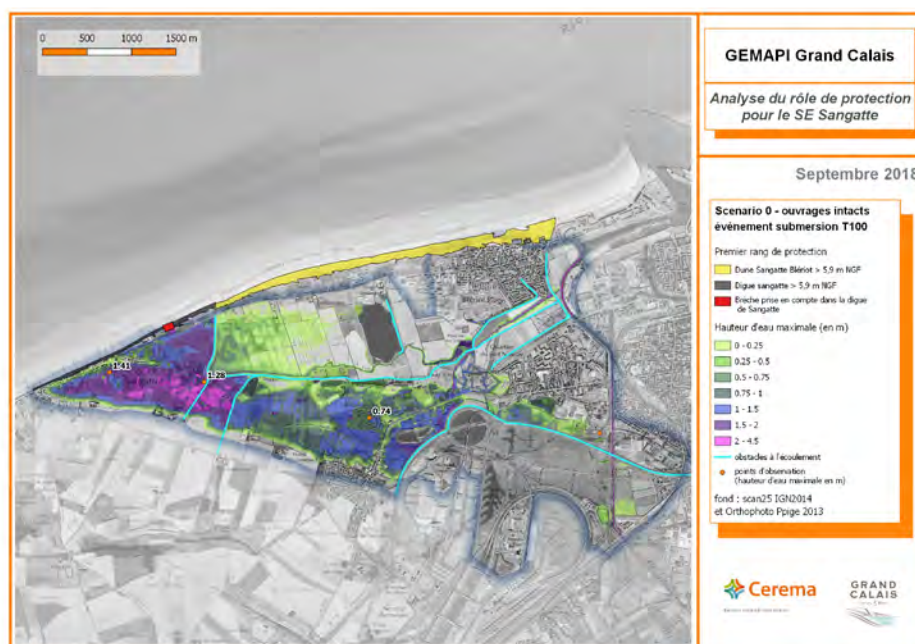 0 500 1000 1500 m
GEMAPI Grand Calais
Analyse du rôle de protection
pour le SE Sangatte
Septembre 2018
Scenario 0 - ouvrages intacts
événement submersion T100
Premier rang de protection
Dune Sangatte Blériot > 5,9 m NGF
Digue sangatte > 5,9 m NGF
Brèche prise en compte dans la digue
de Sangatte
Hauteur d'eau maximale (en m)
0 - 0.25
0.25 - 0.5
0.5 - 0.75
0.75 - 1
1 - 1.5
1.5 - 2
2 - 4.5
obstacles à l'écoulement
points d'observation
(hauteur d'eau maximale en m)
fond : scan25 IGN2014
et Orthophoto Ppige 2013
1.41
1.26
0.74
Cerema
GRAND
CALAIS